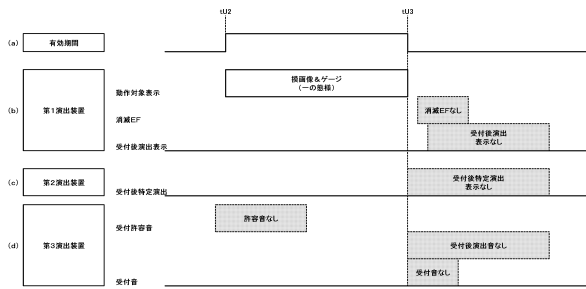 tU2
tU3
(a)
有効期間
(b)
第1演出装置
動作対象表示
操画像&ゲージ
(一の態様)
消滅EF
消滅EFなし
受付後演出表示
受付後演出
表示なし
(c)
第2演出装置
受付後特定演出
受付後特定演出
表示なし
(d)
第3演出装置
受付許容音
許容音なし
受付後演出音なし
受付音
受付音なし